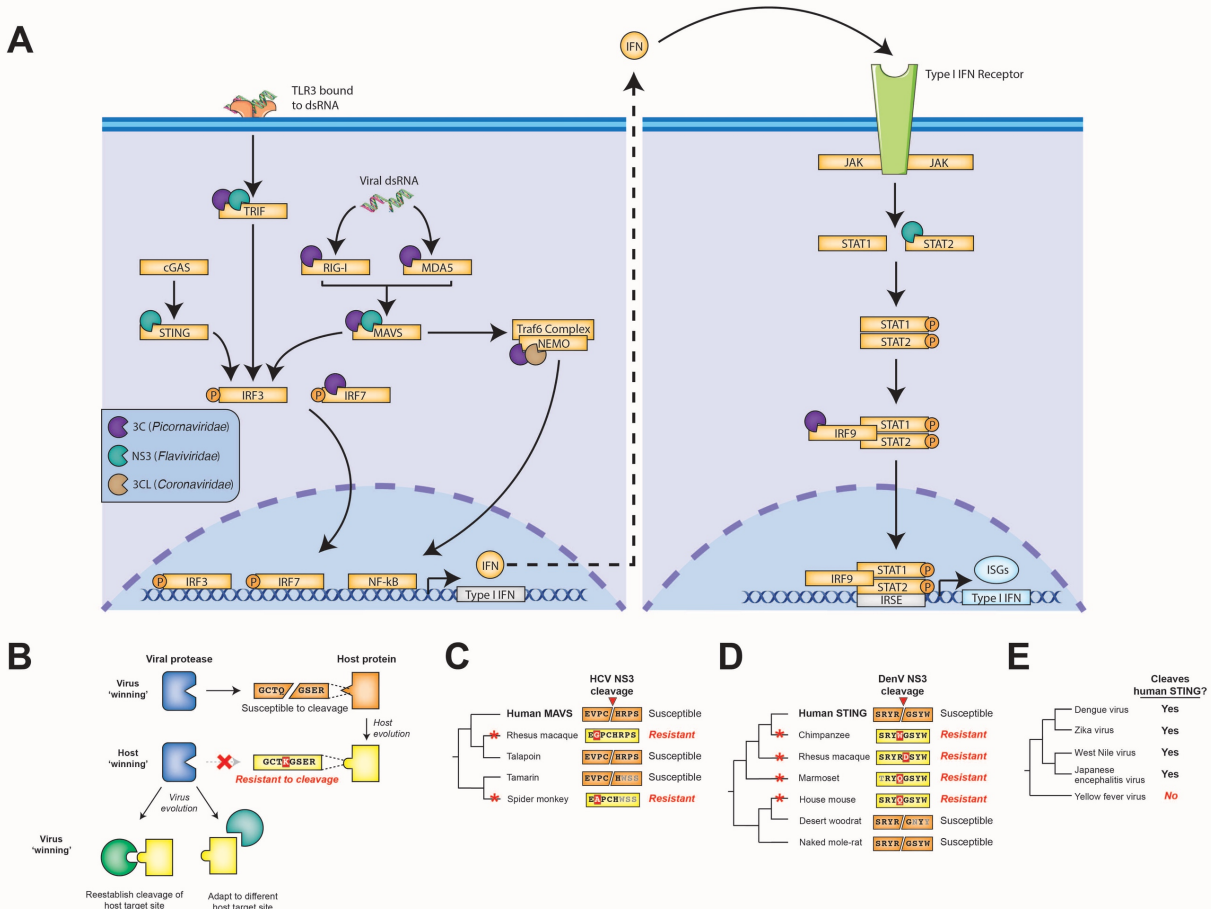 A
TLR3 bound
to dsRNA
IFN
Type I IFN Receptor
JAK
JAK
Viral dsRNA
TRIF
STAT1
STAT2
cGAS
RIG-I
MDA5
STING
MAVS
Traf6 Complex
NEMO
STAT1
P
STAT2
P
P
IRF3
P
IRF7
3C (Picornaviridae)
NS3 (Flaviviridae)
3CL (Coronaviridae)
IRF9
STAT1
P
STAT2
P
P
IRF3
P
IRF7
NF-kB
IFN
Type I IFN
IRF9
STAT1
P
STAT2
P
IRSE
ISGs
Type I IFN
B
Viral protease
Host protein
Virus
'winning'
GCTQ GSER
Susceptible to cleavage
Host
evolution
Host
'winning'
GCTKGSER
Resistant to cleavage
Virus
evolution
Virus
'winning'
Reestablish cleavage of
host target site
Adapt to different
host target site
C
HCV NS3
cleavage
Human MAVS EVPC HRPS Susceptible
* Rhesus macaque EGPCHRPS Resistant
Talapoin EVPC HRPS Susceptible
Tamarin EVPC HWSS Susceptible
* Spider monkey EAPCHWSS Resistant
D
DenV NS3
cleavage
Human STING SRYR GSYW Susceptible
* Chimpanzee SRYWGSYW Resistant
* Rhesus macaque SRYRDSYW Resistant
* Marmoset TRYQGSYW Resistant
* House mouse SRYQGSYW Resistant
Desert woodrat SRYR Susceptible
Naked mole-rat SRYR GSYW Susceptible
E
Cleaves
human STING?
Dengue virus Yes
Zika virus Yes
West Nile virus Yes
Japanese
encephalitis virus Yes
Yellow fever virus No